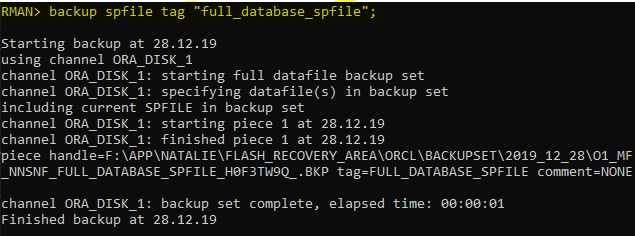 RMAN> backup spfile tag "full_database_spfile";
Starting backup at 28.12.19
using channel ORA_DISK_1
channel ORA_DISK_1: starting full datafile backup set
channel ORA_DISK_1: specifying datafile(s) in backup set
including current SPFILE in backup set
channel ORA_DISK_1: starting piece 1 at 28.12.19
channel ORA_DISK_1: finished piece 1 at 28.12.19
piece handle=F:\APP\NATALIE\FLASH_RECOVERY_AREA\ORCL\BACKUPSET\2019_12_28\O1_MF
_NNSNF_FULL_DATABASE_SPFILE_H0F3TW9Q_.BKP tag=FULL_DATABASE_SPFILE comment=NONE
channel ORA_DISK_1: backup set complete, elapsed time: 00:00:01
Finished backup at 28.12.19